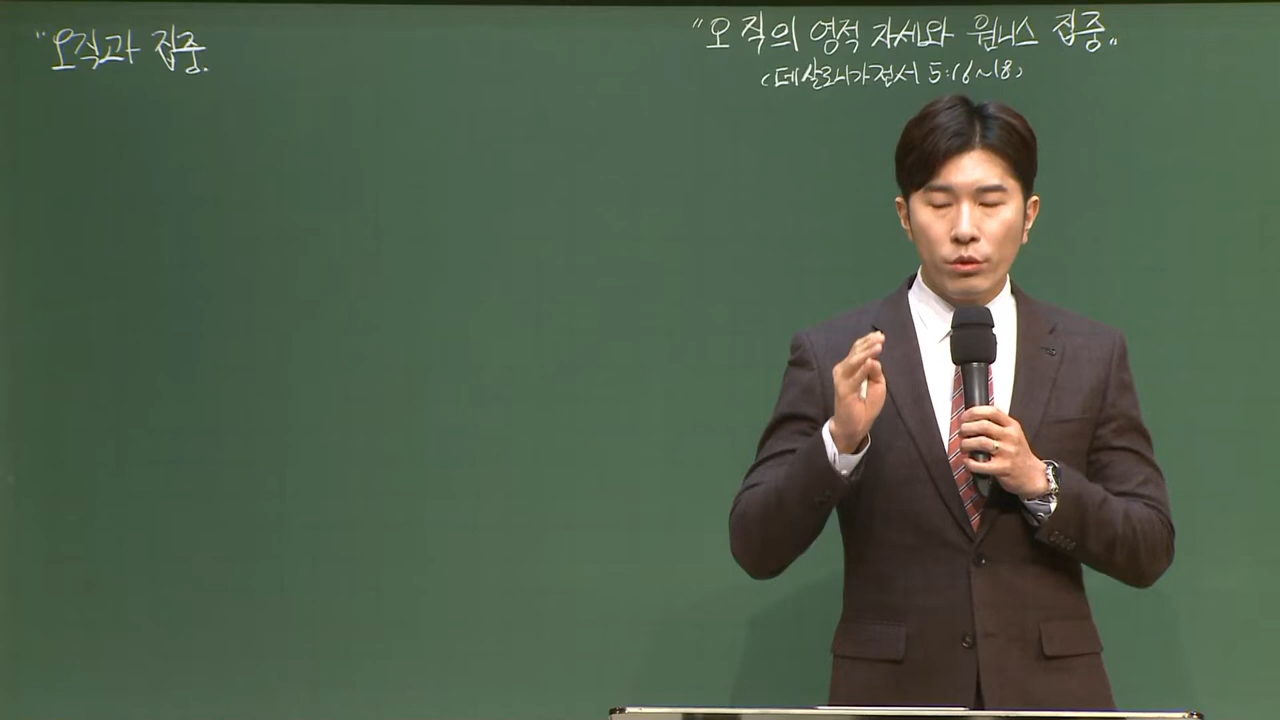 "오직과 집중.
"오직의 영적 자세와 원니스 집중"
(데살로니가전서 5:16~18)